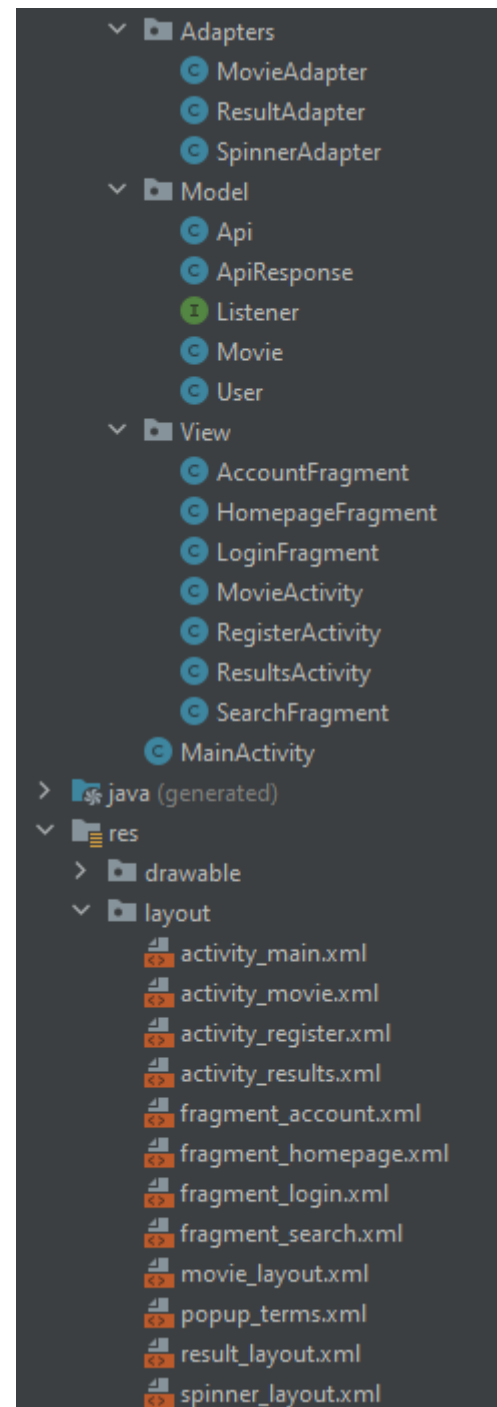 Adapters
MovieAdapter
ResultAdapter
SpinnerAdapter
Model
Api
ApiResponse
Listener
Movie
User
View
AccountFragment
HomepageFragment
LoginFragment
MovieActivity
RegisterActivity
ResultsActivity
SearchFragment
MainActivity
java (generated)
res
drawable
layout
activity_main.xml
activity_movie.xml
activity_register.xml
activity_results.xml
fragment_account.xml
fragment_homepage.xml
fragment_login.xml
fragment_search.xml
movie_layout.xml
popup_terms.xml
result_layout.xml
spinner_layout.xml